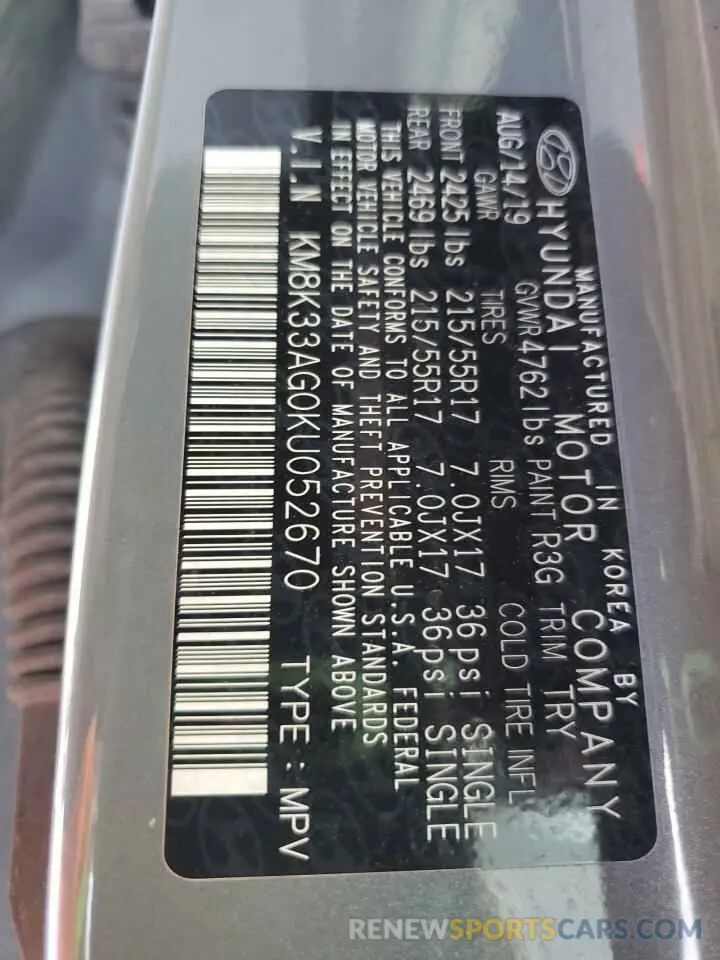 MANUFACTURED IN KOREA BY
HYUNDAI MOTOR COMPANY
AUG/14/19 GVWR 4762lbs PAINT R3G TRIM TRY
GAWR TIRES RIMS COLD TIRE INFL
FRONT 2425 lbs 215/55R17 7.0JX17 36psi SINGLE
REAR 2469 lbs 215/55R17 7.0JX17 36psi SINGLE
THIS VEHICLE CONFORMS TO ALL APPLICABLE U.S.A. FEDERAL
MOTOR VEHICLE SAFETY AND THEFT PREVENTION STANDARDS
IN EFFECT ON THE DATE OF MANUFACTURE SHOWN ABOVE
V.I.N KM8K33AG0KU052670 TYPE : MPV
RENEWSPORTSCARS.COM